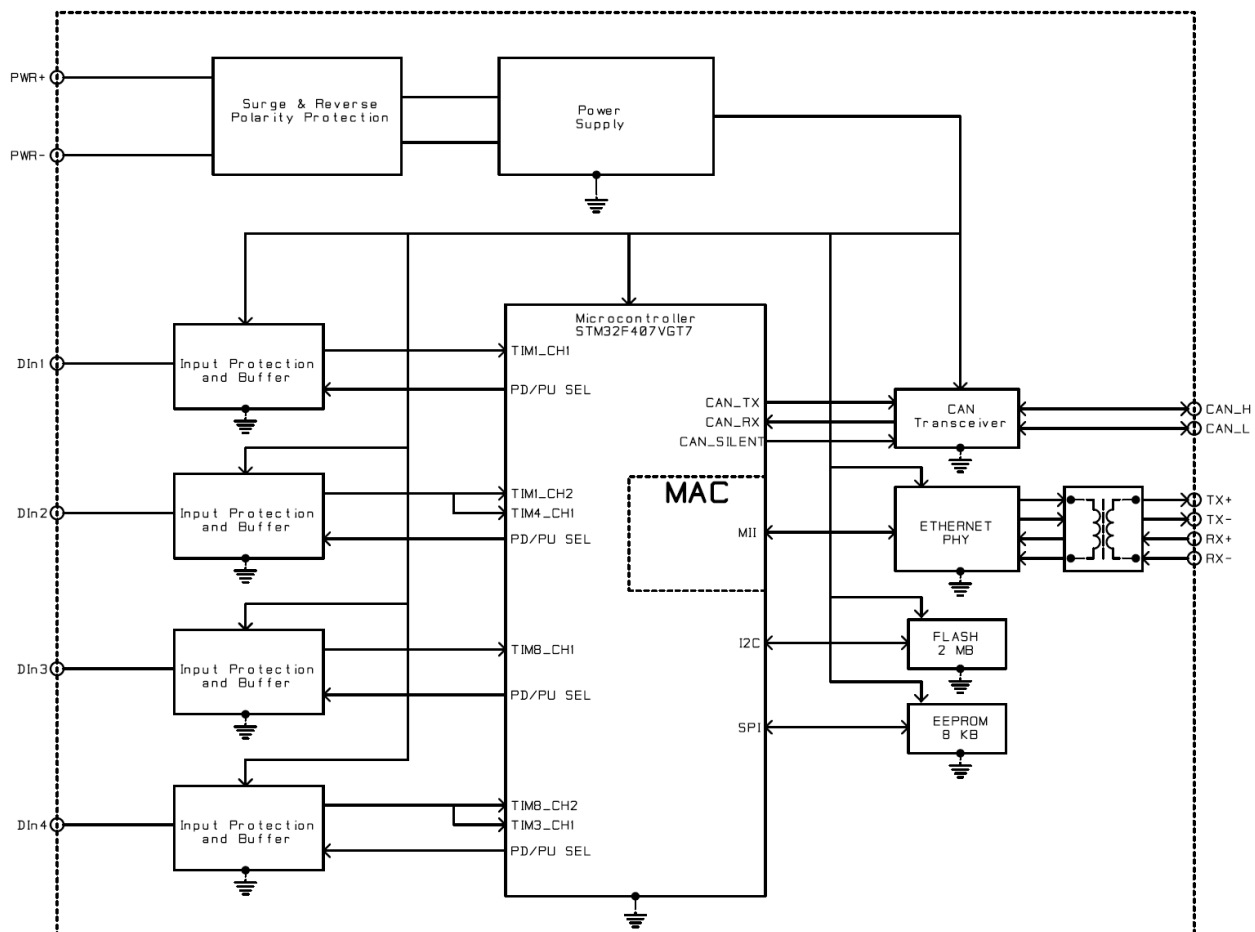 PWR+
PWR-
Surge & Reverse
Polarity Protection
Power
Supply
Microcontroller
STM32F407VGT7
DIn1
Input Protection
and Buffer
TIM1_CH1
PD/PU SEL
DIn2
Input Protection
and Buffer
TIM1_CH2
TIM4_CH1
PD/PU SEL
DIn3
Input Protection
and Buffer
TIM8_CH1
PD/PU SEL
DIn4
Input Protection
and Buffer
TIM8_CH2
TIM3_CH1
PD/PU SEL
CAN_TX
CAN_RX
CAN_SILENT
CAN
Transceiver
CAN_H
CAN_L
MAC
MII
ETHERNET
PHY
TX+
TX-
RX+
RX-
I2C
FLASH
2 MB
SPI
EEPROM
8 KB